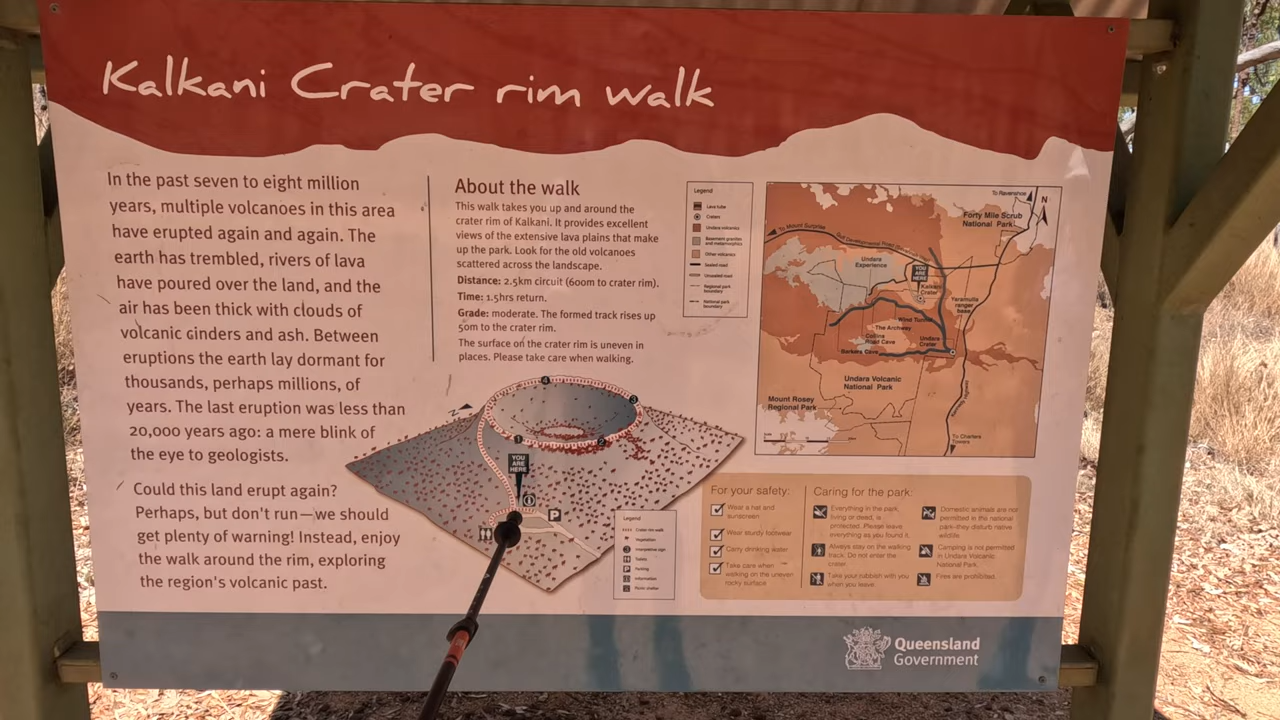 Kalkani Crater rim walk
In the past seven to eight million
years, multiple volcanoes in this area
have erupted again and again. The
earth has trembled, rivers of lava
have poured over the land, and the
air has been thick with clouds of
volcanic cinders and ash. Between
eruptions the earth lay dormant for
thousands, perhaps millions, of
years. The last eruption was less than
20,000 years ago: a mere blink of
the eye to geologists.
Could this land erupt again?
Perhaps, but don't run—we should
get plenty of warning! Instead, enjoy
the walk around the rim, exploring
the region's volcanic past.
About the walk
This walk takes you up and around the
crater rim of Kalkani. It provides excellent
views of the extensive lava plains that make
up the park. Look for the old volcanoes
scattered across the landscape.
Distance: 2.5km circuit (600m to crater rim).
Time: 1.5hrs return.
Grade: moderate. The formed track rises up
50m to the crater rim.
The surface on the crater rim is uneven in
places. Please take care when walking.
4
3
1
2
YOU
ARE
HERE
P
Legend
Crater rim walk
Vegetation
Interpretive sign
Toilets
Parking
Information
Picnic shelter
Legend
Lava tube
Craters
Undara volcanics
Basement granites
and metamorphics
Other volcanics
Sealed road
Unsealed road
Regional park
boundary
National park
boundary
To Ravenshoe
N
Forty Mile Scrub
National Park
To Mount Surprise
Gulf Developmental Road
Undara
Experience
YOU
ARE
HERE
Kalkani
Crater
Yaramulla
ranger
base
Wind Tunnel
The Archway
Collins
Road Cave
Undara
Crater
Barkers Cave
Undara Volcanic
National Park
Mount Rosey
Regional Park
To Charters
Towers
For your safety:
Wear a hat and
sunscreen
Wear sturdy footwear
Carry drinking water
Take care when
walking on the uneven
rocky surface
Caring for the park:
Everything in the park,
living or dead, is
protected. Please leave
everything as you found it.
Always stay on the walking
track. Do not enter the
crater
Take your rubbish with you
when you leave.
Domestic animals are not
permitted in the national
park-they disturb native
wildlife.
Camping is not permitted
in Undara Volcanic
National Park.
Fires are prohibited.
Queensland
Government